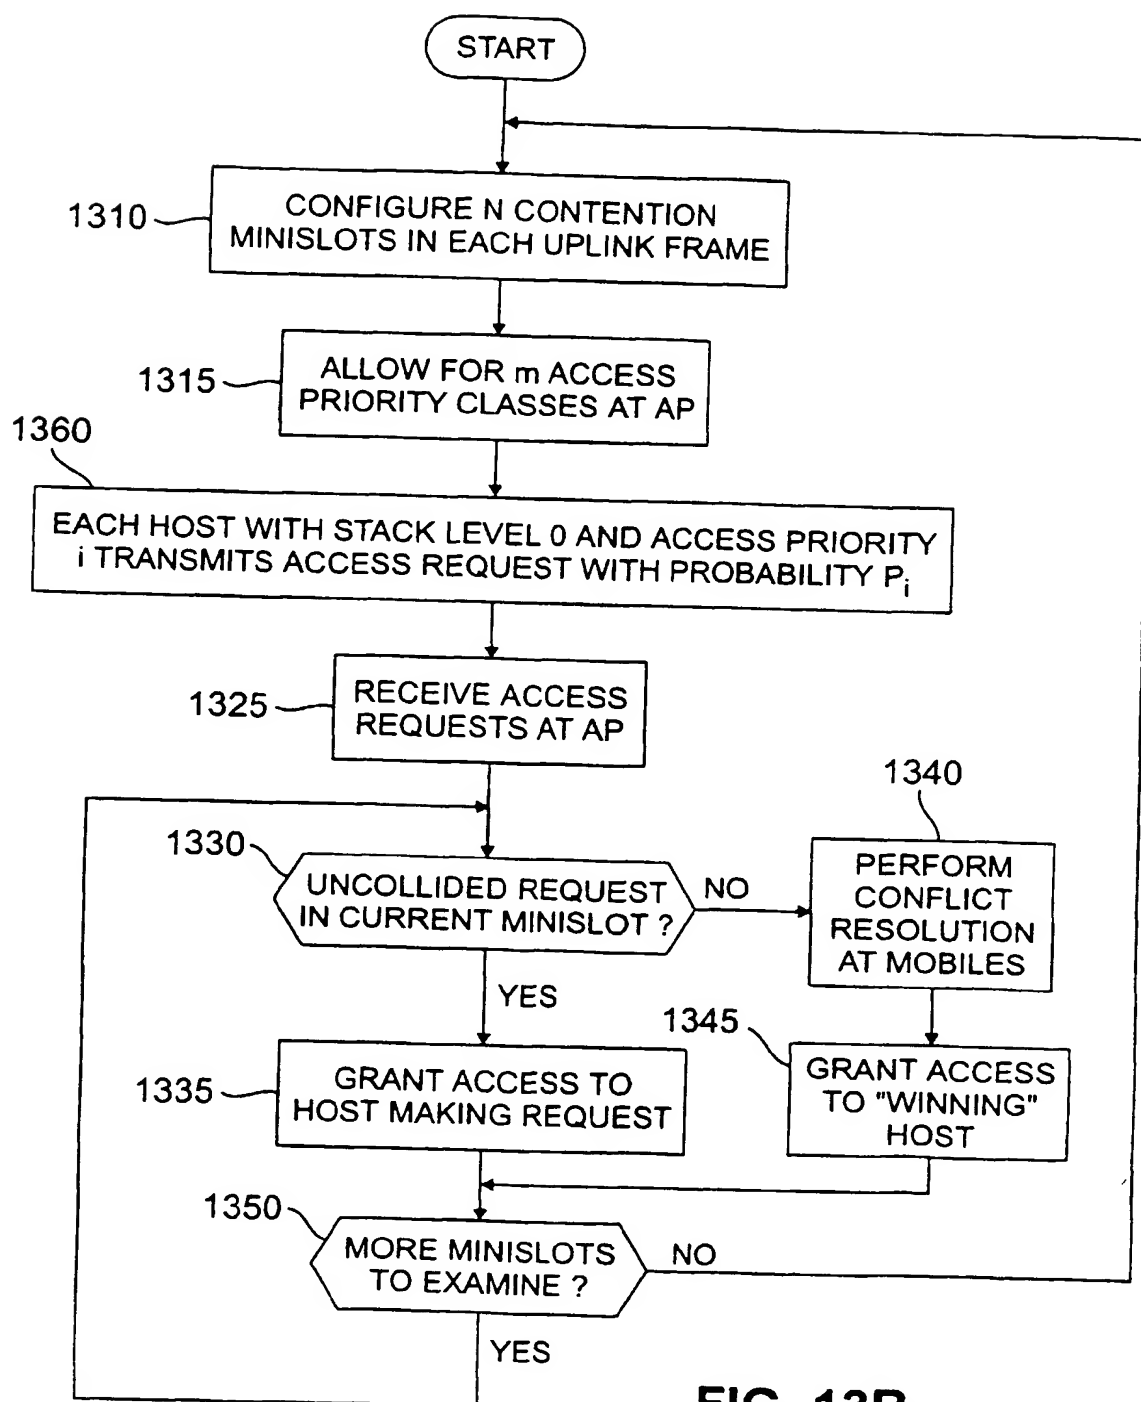 START
1310
CONFIGURE N CONTENTION
MINISLOTS IN EACH UPLINK FRAME
1315
ALLOW FOR m ACCESS
PRIORITY CLASSES AT AP
1360
EACH HOST WITH STACK LEVEL 0 AND ACCESS PRIORITY
i TRANSMITS ACCESS REQUEST WITH PROBABILITY Pi
1325
RECEIVE ACCESS
REQUESTS AT AP
1330
UNCOLLIDED REQUEST
IN CURRENT MINISLOT ?
NO
1340
PERFORM
CONFLICT
RESOLUTION
AT MOBILES
YES
1335
GRANT ACCESS TO
HOST MAKING REQUEST
1345
GRANT ACCESS
TO "WINNING"
HOST
1350
MORE MINISLOTS
TO EXAMINE ?
NO
YES
FIG. 13B